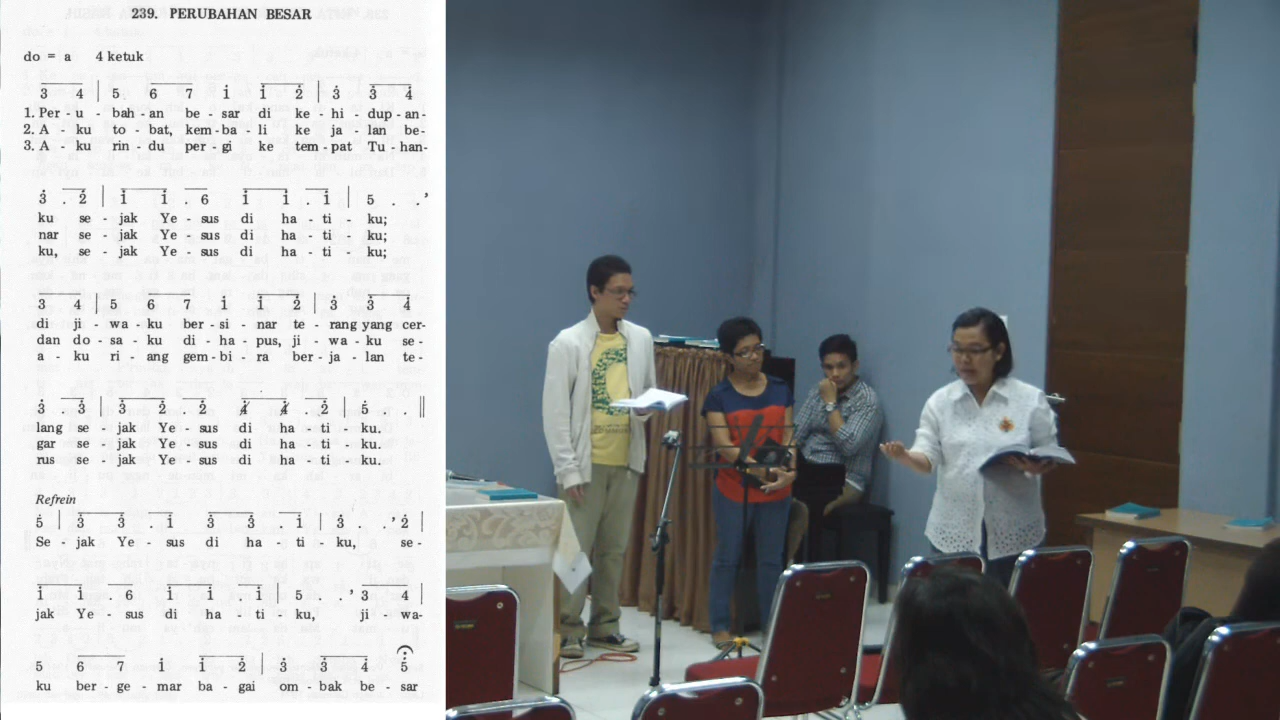 239. PERUBAHAN BESAR
do = a 4 ketuk
3 4 | 5 6 7 i i 2̇ | 3̇ 3̇ 4̇
1. Per - u - bah - an be - sar di ke - hi - dup - an-
2. A - ku to - bat, kem - ba - li ke ja - lan be-
3. A - ku rin - du per - gi ke tem - pat Tu - han-
3̇ . 2̇ | i i . 6 i i . i | 5 . .’
ku se - jak Ye - sus di ha - ti - ku;
nar se - jak Ye - sus di ha - ti - ku;
ku, se - jak Ye - sus di ha - ti - ku;
3 4 | 5 6 7 i i 2̇ | 3̇ 3̇ 4̇
di ji - wa - ku ber - si - nar te - rang yang cer-
dan do - sa - ku di - ha - pus, ji - wa - ku se -
a - ku ri - ang gem - bi - ra ber - ja - lan te -
3̇ . 3̇ | 3̇ 2̇ . 2̇ 4̸̇ 4̸̇ . 2̇ | 5̇ . . ||
lang se - jak Ye - sus di ha - ti - ku.
gar se - jak Ye - sus di ha - ti - ku.
rus se - jak Ye - sus di ha - ti - ku.
Refrein
5̇ | 3̇ 3̇ . i 3̇ 3̇ . i | 3̇ . .’ 2̇ |
Se - jak Ye - sus di ha - ti - ku, se -
i i . 6 i i . i | 5 . .’ 3 4 |
jak Ye - sus di ha - ti - ku, ji - wa-
5 6 7 i i 2̇ | 3̇ 3̇ 4̇ 5̇
ku ber - ge - mar ba - gai om - bak be - sar